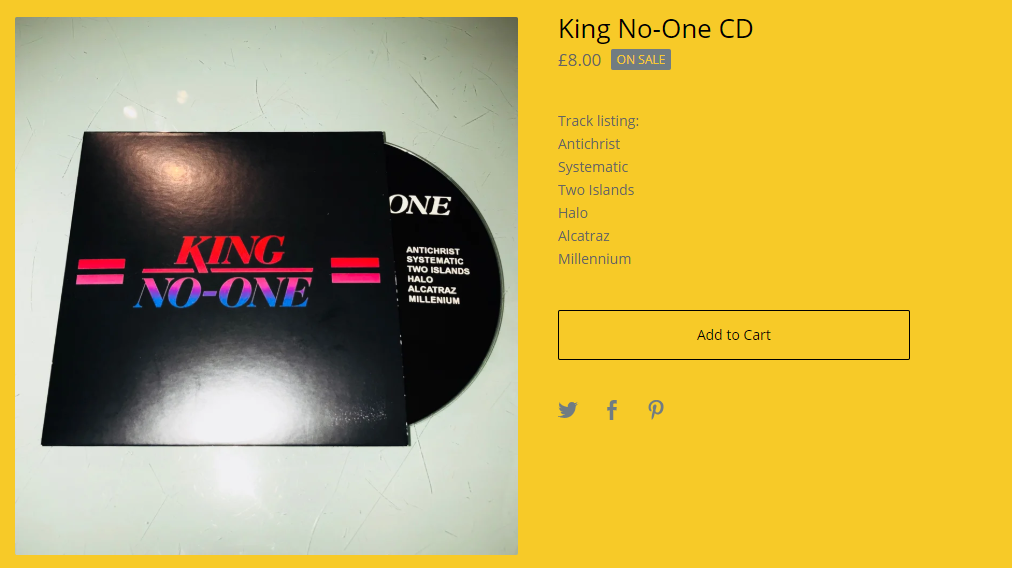 King No-One CD
£8.00 ON SALE
Track listing:
Antichrist
Systematic
Two Islands
Halo
Alcatraz
Millennium
Add to Cart
KING
NO-ONE
ONE
ANTICHRIST
SYSTEMATIC
TWO ISLANDS
HALO
ALCATRAZ
MILLENIUM